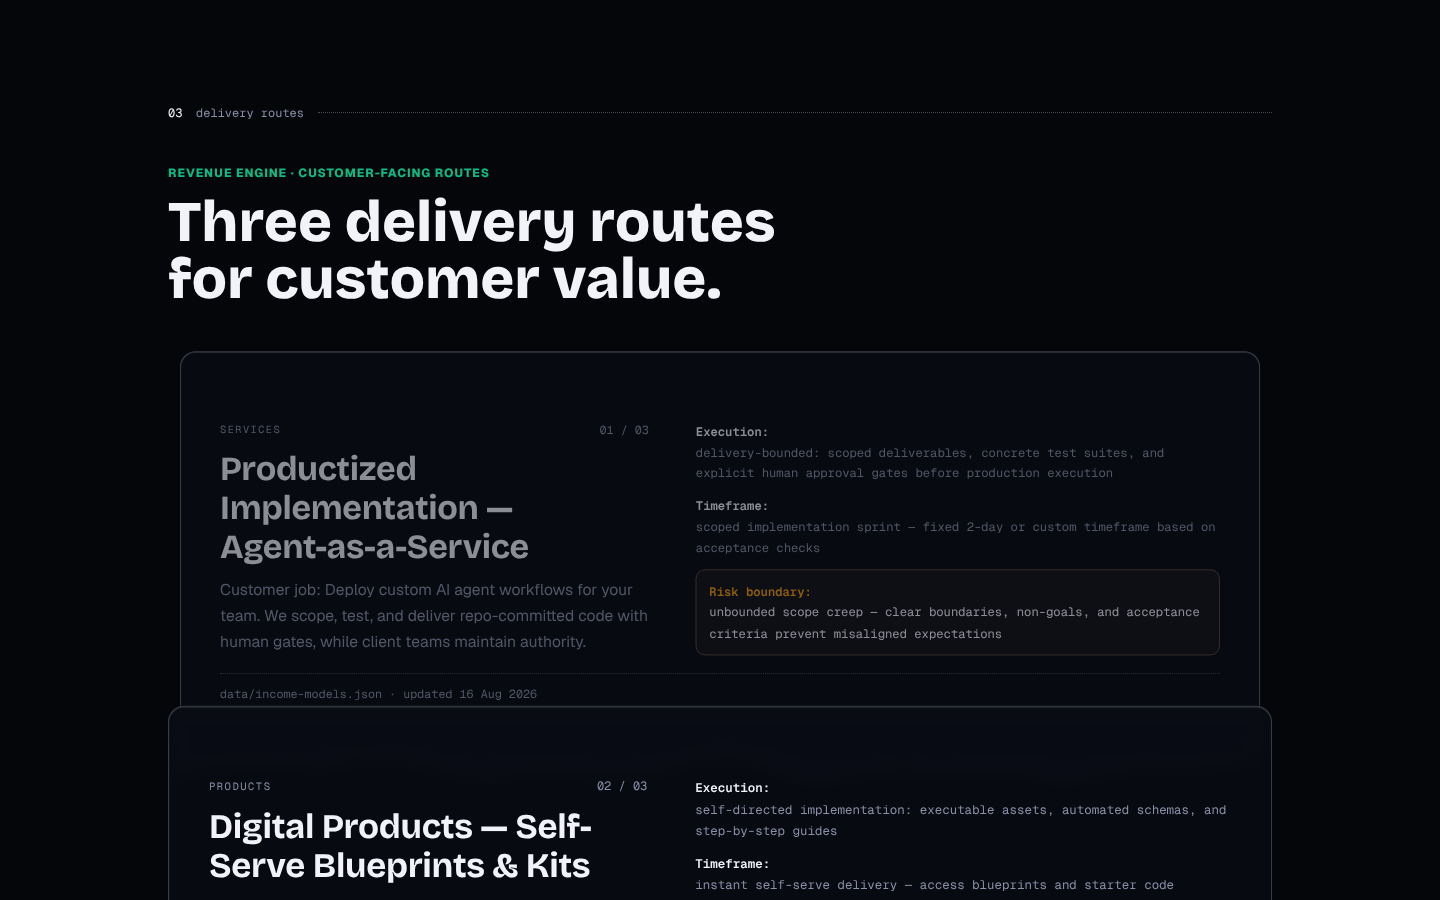 03 delivery routes
REVENUE ENGINE · CUSTOMER-FACING ROUTES
Three delivery routes
for customer value.
SERVICES 01 / 03
Productized
Implementation —
Agent-as-a-Service
Customer job: Deploy custom AI agent workflows for your
team. We scope, test, and deliver repo-committed code with
human gates, while client teams maintain authority.
Execution:
delivery-bounded: scoped deliverables, concrete test suites, and
explicit human approval gates before production execution
Timeframe:
scoped implementation sprint — fixed 2-day or custom timeframe based on
acceptance checks
Risk boundary:
unbounded scope creep — clear boundaries, non-goals, and acceptance
criteria prevent misaligned expectations
data/income-models.json · updated 16 Aug 2026
PRODUCTS 02 / 03
Digital Products — Self-
Serve Blueprints & Kits
Execution:
self-directed implementation: executable assets, automated schemas, and
step-by-step guides
Timeframe:
instant self-serve delivery — access blueprints and starter code